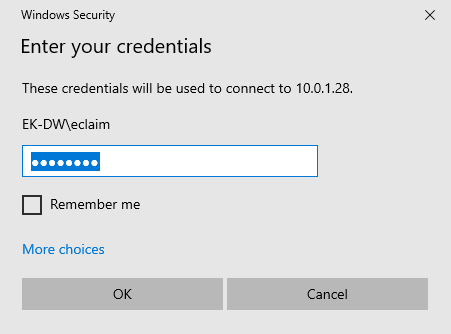 Windows Security
Enter your credentials
These credentials will be used to connect to 10.0.1.28.
EK-DW\eclaim
••••••••
Remember me
More choices
OK
Cancel